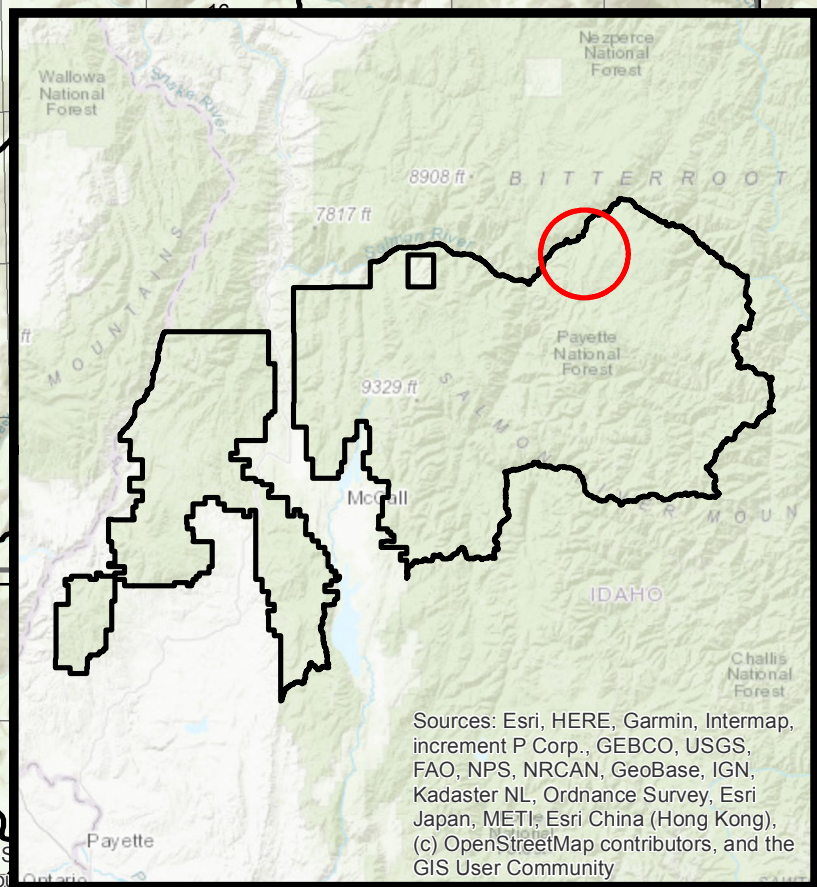 Nezperce
National
Forest
Wallowa
National
Forest
Snake River
8908 ft
BITTERROOT
7817 ft
Salmon River
MOUNTAINS
ft
Payette
National
Forest
9329 ft
SALMON RIVER MOUN
McCall
IDAHO
Challis
National
Forest
Sources: Esri, HERE, Garmin, Intermap,
increment P Corp., GEBCO, USGS,
FAO, NPS, NRCAN, GeoBase, IGN,
Kadaster NL, Ordnance Survey, Esri
Japan, METI, Esri China (Hong Kong),
(c) OpenStreetMap contributors, and the
GIS User Community
Payette
Ontario